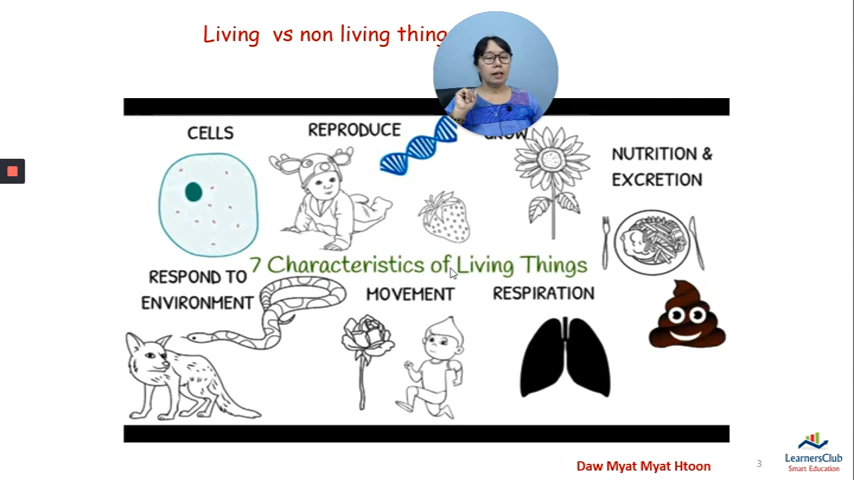 Living vs non living thing
CELLS
REPRODUCE
GROW
NUTRITION &
EXCRETION
7 Characteristics of Living Things
RESPOND TO
ENVIRONMENT
MOVEMENT
RESPIRATION
Daw Myat Myat Htoon
3
LearnersClub
Smart Education